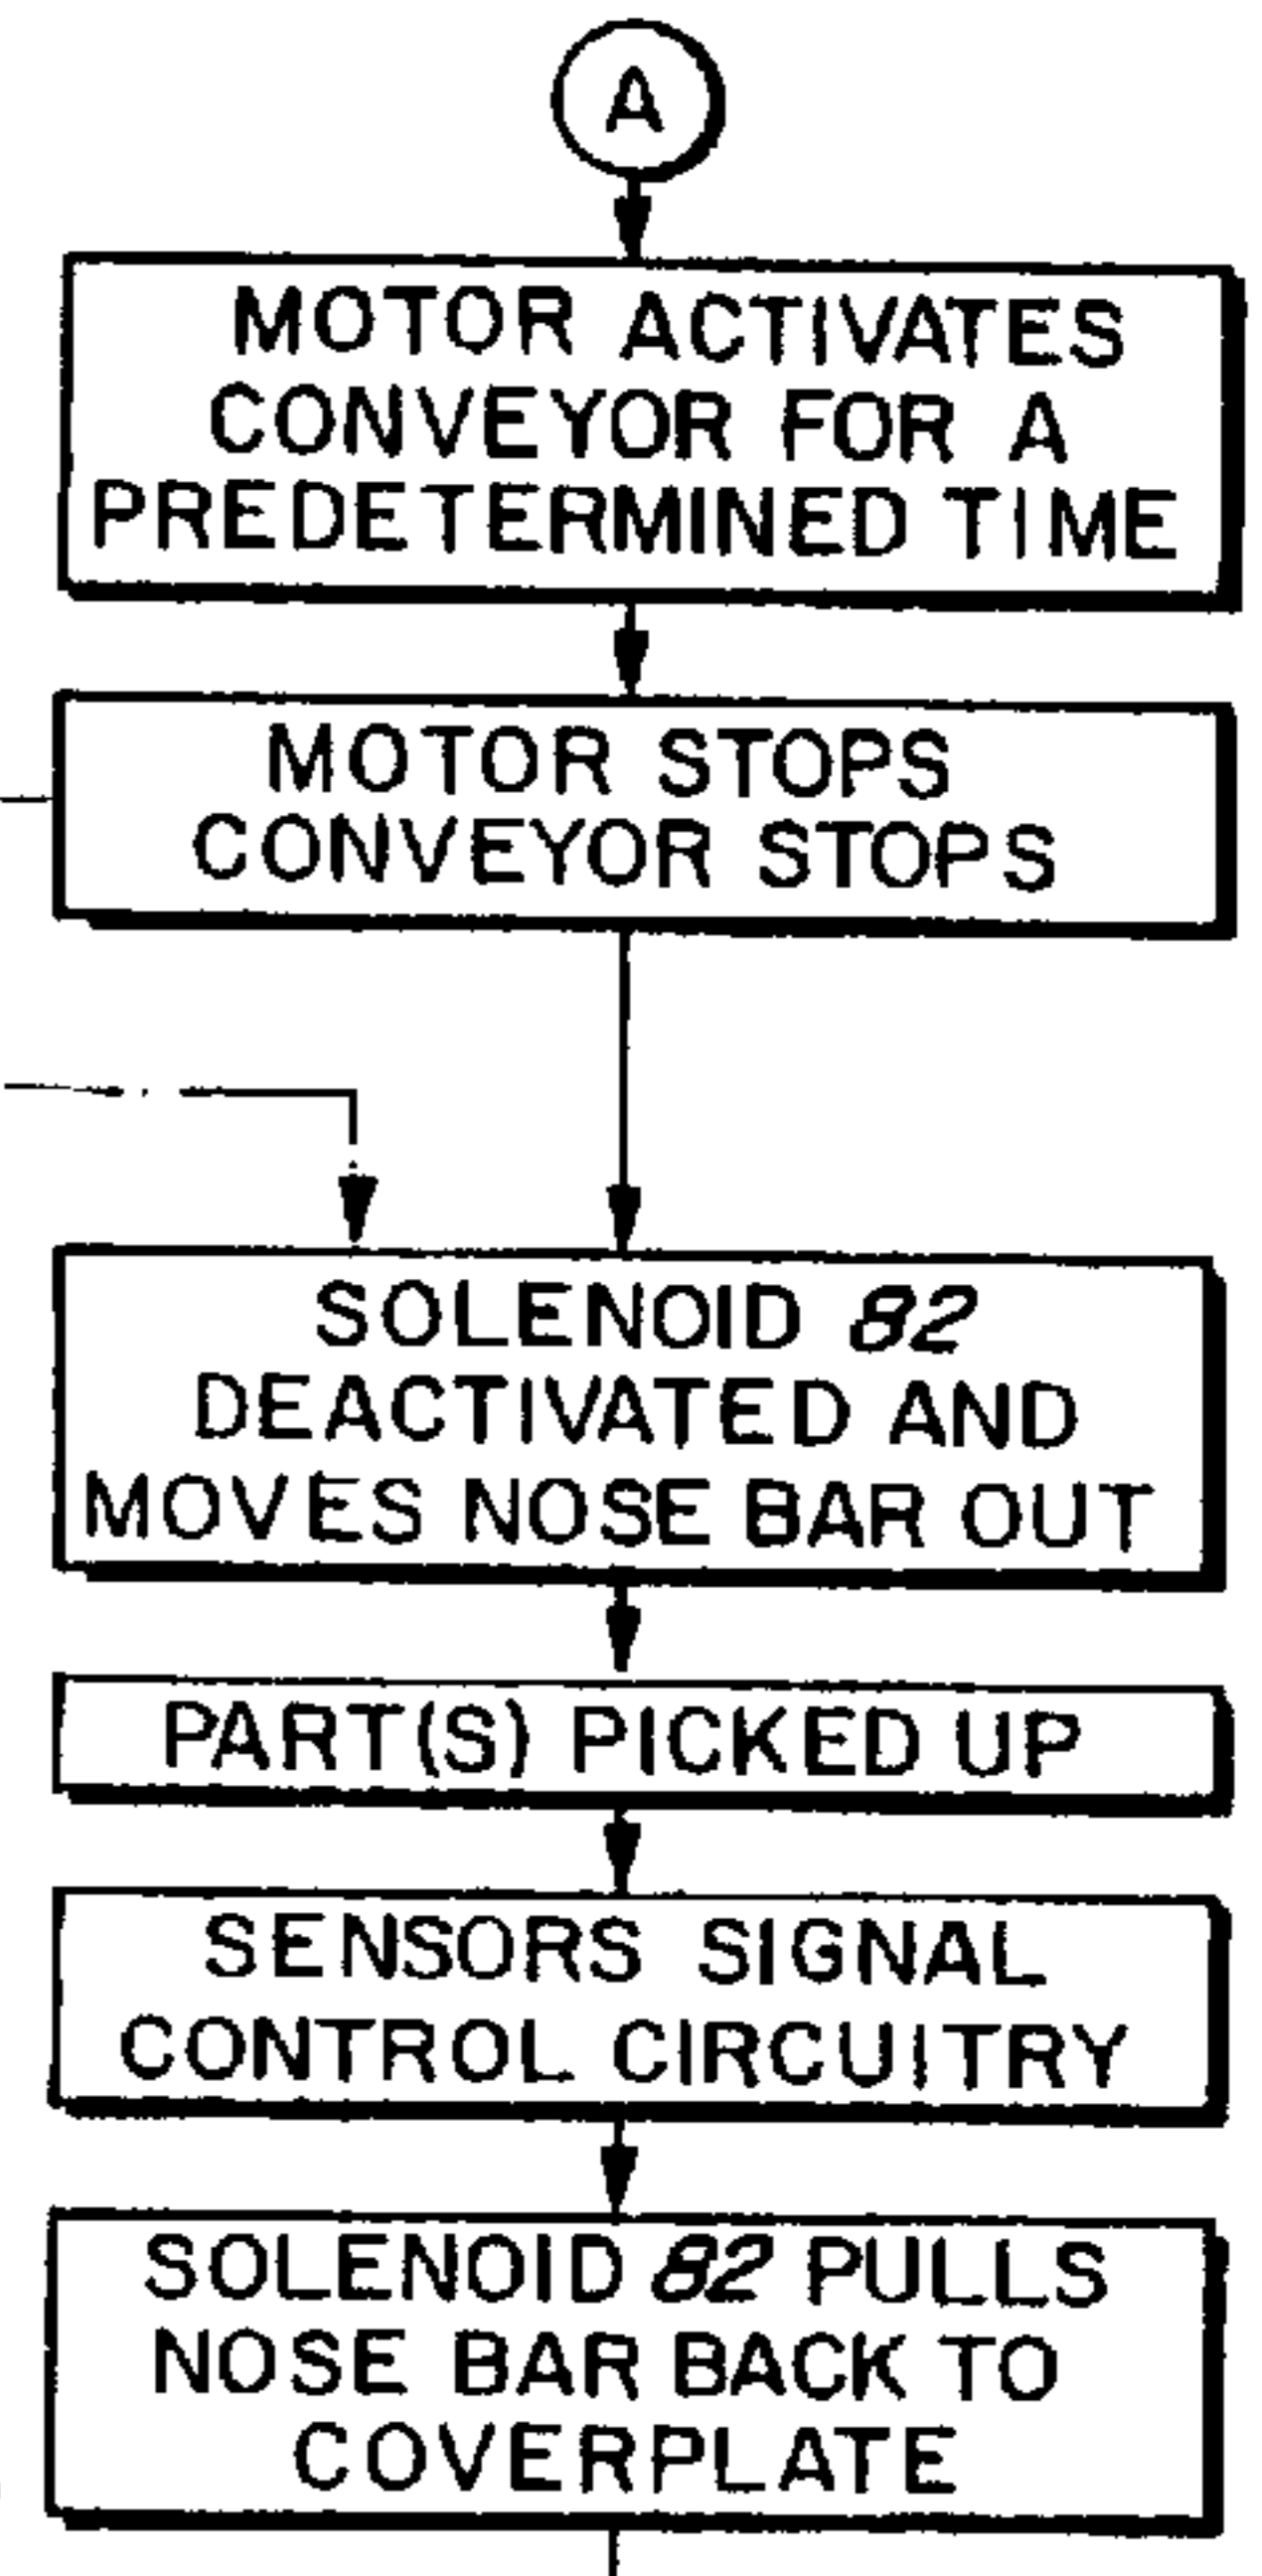 A
MOTOR ACTIVATES
CONVEYOR FOR A
PREDETERMINED TIME
MOTOR STOPS
CONVEYOR STOPS
SOLENOID 82
DEACTIVATED AND
MOVES NOSE BAR OUT
PART(S) PICKED UP
SENSORS SIGNAL
CONTROL CIRCUITRY
SOLENOID 82 PULLS
NOSE BAR BACK TO
COVERPLATE